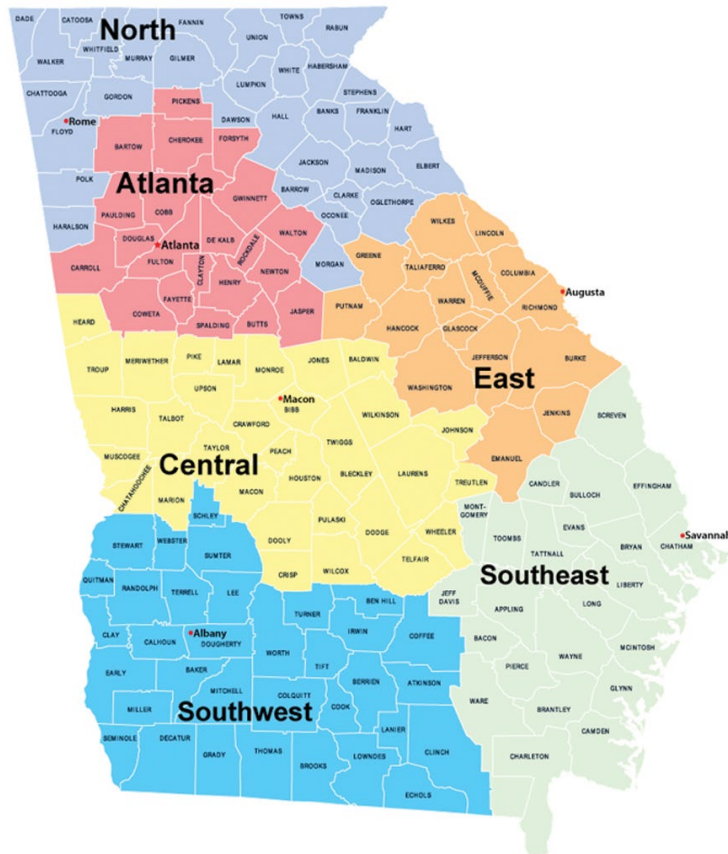 North
DADE
CATOOSA
FANNIN
TOWNS
RABUN
WHITFIELD
MURRAY
GILMER
UNION
WALKER
WHITE
HABERSHAM
CHATTOOGA
GORDON
PICKENS
LUMPKIN
STEPHENS
Rome
FLOYD
DAWSON
HALL
BANKS
FRANKLIN
HART
BARTOW
CHEROKEE
FORSYTH
JACKSON
MADISON
ELBERT
POLK
Atlanta
GWINNETT
BARROW
CLARKE
OGLETHORPE
HARALSON
PAULDING
COBB
OCONEE
WILKES
LINCOLN
DOUGLAS
Atlanta
DE KALB
ROCKDALE
WALTON
CARROLL
FULTON
CLAYTON
NEWTON
MORGAN
GREENE
TALIAFERRO
MCDUFFIE
COLUMBIA
Augusta
FAYETTE
HENRY
COWETA
SPALDING
BUTTS
JASPER
PUTNAM
WARREN
RICHMOND
HEARD
HANCOCK
GLASCOCK
TROUP
MERIWETHER
PIKE
LAMAR
MONROE
JONES
BALDWIN
JEFFERSON
BURKE
UPSON
East
WASHINGTON
HARRIS
TALBOT
Macon
BIBB
CRAWFORD
WILKINSON
JENKINS
SCREVEN
MUSCOGEE
TAYLOR
PEACH
TWIGGS
JOHNSON
Central
EMANUEL
CHATAHOOCHEE
MARION
MACON
HOUSTON
BLECKLEY
LAURENS
TREUTLEN
CANDLER
BULLOCH
EFFINGHAM
SCHLEY
PULASKI
MONT-
GOMERY
STEWART
WEBSTER
SUMTER
DOOLY
DODGE
WHEELER
TOOMBS
EVANS
TATTNALL
BRYAN
CHATHAM
Savannal
QUITMAN
RANDOLPH
TERRELL
LEE
CRISP
WILCOX
TELFAIR
Southeast
LIBERTY
TURNER
BEN HILL
JEFF
DAVIS
APPLING
LONG
CLAY
CALHOUN
Albany
DOUGHERTY
WORTH
IRWIN
COFFEE
BACON
WAYNE
MCINTOSH
EARLY
BAKER
TIFT
PIERCE
MITCHELL
COLQUITT
BERRIEN
ATKINSON
GLYNN
MILLER
Southwest
COOK
WARE
BRANTLEY
SEMINOLE
DECATUR
GRADY
THOMAS
BROOKS
LOWNDES
LANIER
CLINCH
CAMDEN
CHARLETON
ECHOLS